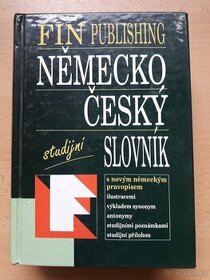 FIN PUBLISHING
NĚMECKO
ČESKÝ
studijní
SLOVNÍK
s novým německým
pravopisem
ilustracemi
výkladem synonym
antonymy
studijními poznámkami
studijní přílohou